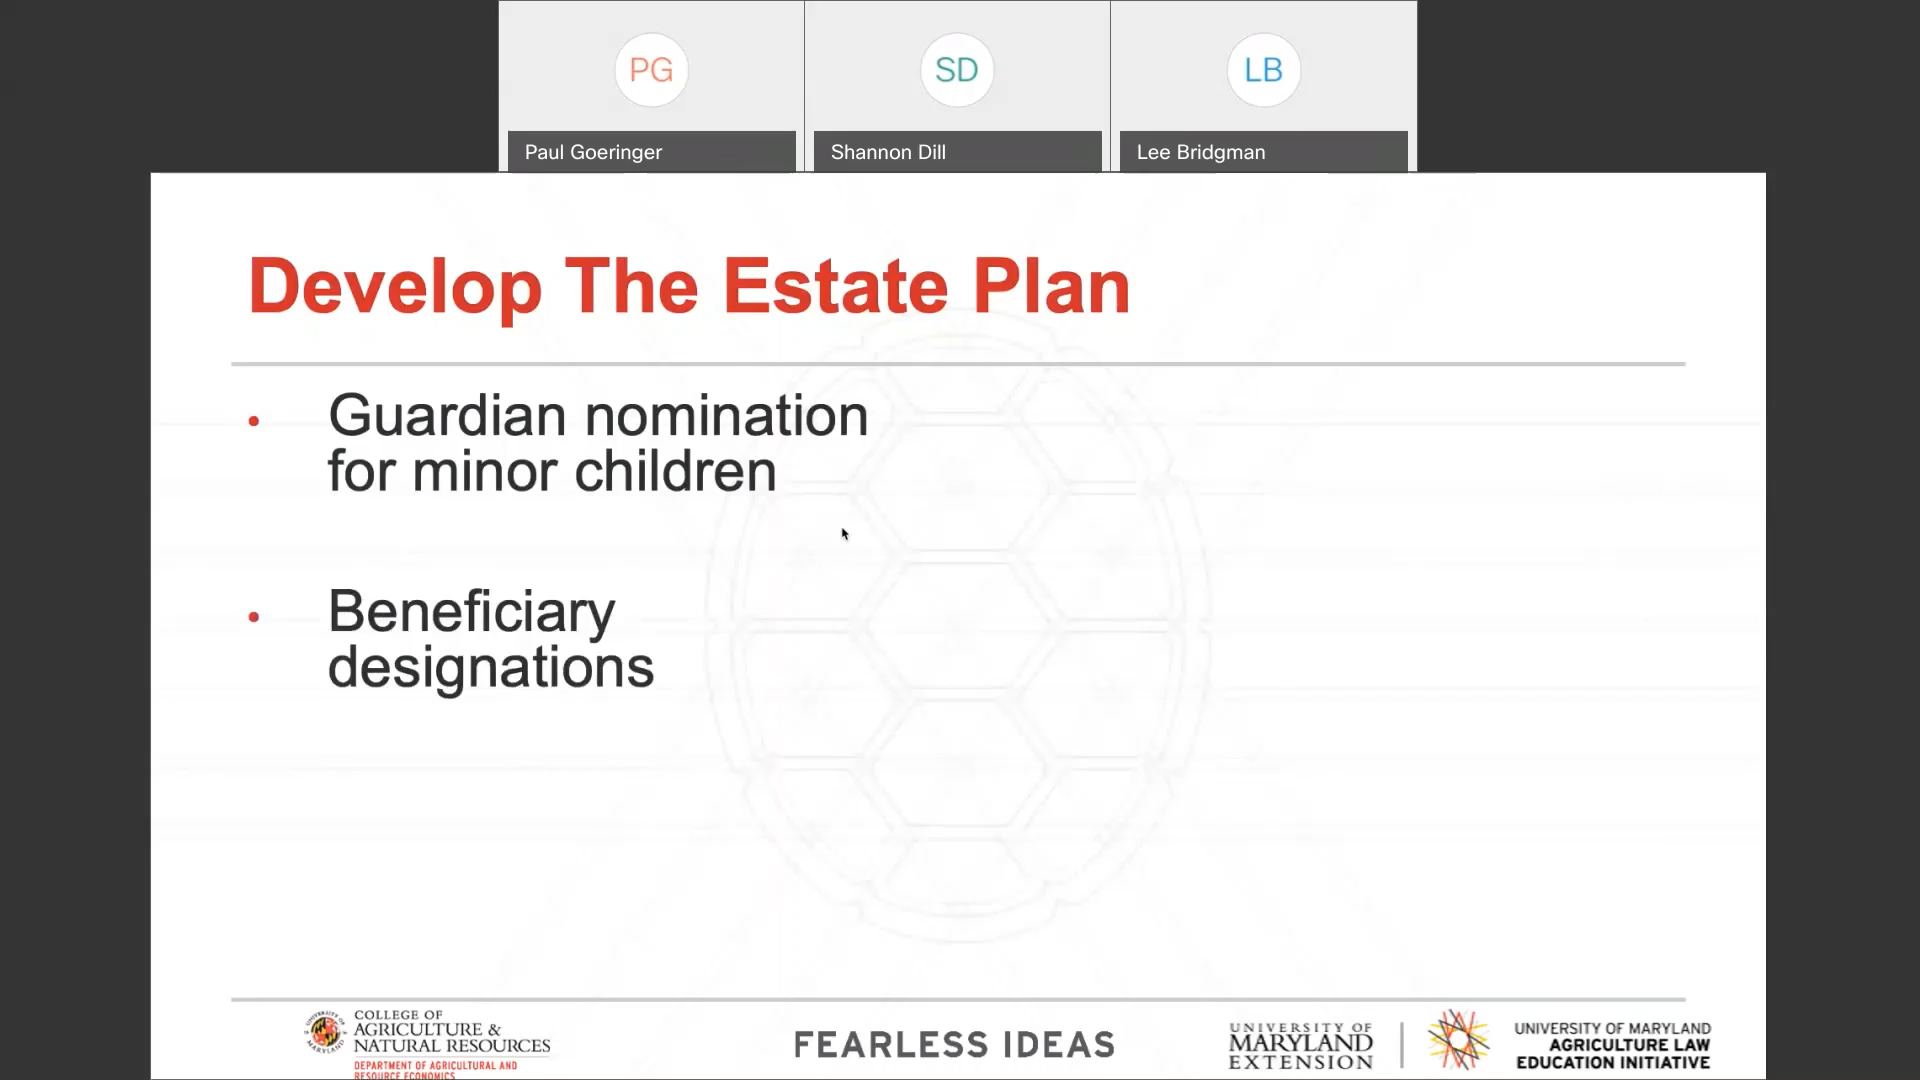 PG
SD
LB
Paul Goeringer
Shannon Dill
Lee Bridgman
Develop The Estate Plan
• Guardian nomination
for minor children
• Beneficiary
designations
COLLEGE OF
AGRICULTURE &
NATURAL RESOURCES
DEPARTMENT OF AGRICULTURAL AND
RESOURCE ECONOMICS
FEARLESS IDEAS
UNIVERSITY OF
MARYLAND
EXTENSION
UNIVERSITY OF MARYLAND
AGRICULTURE LAW
EDUCATION INITIATIVE